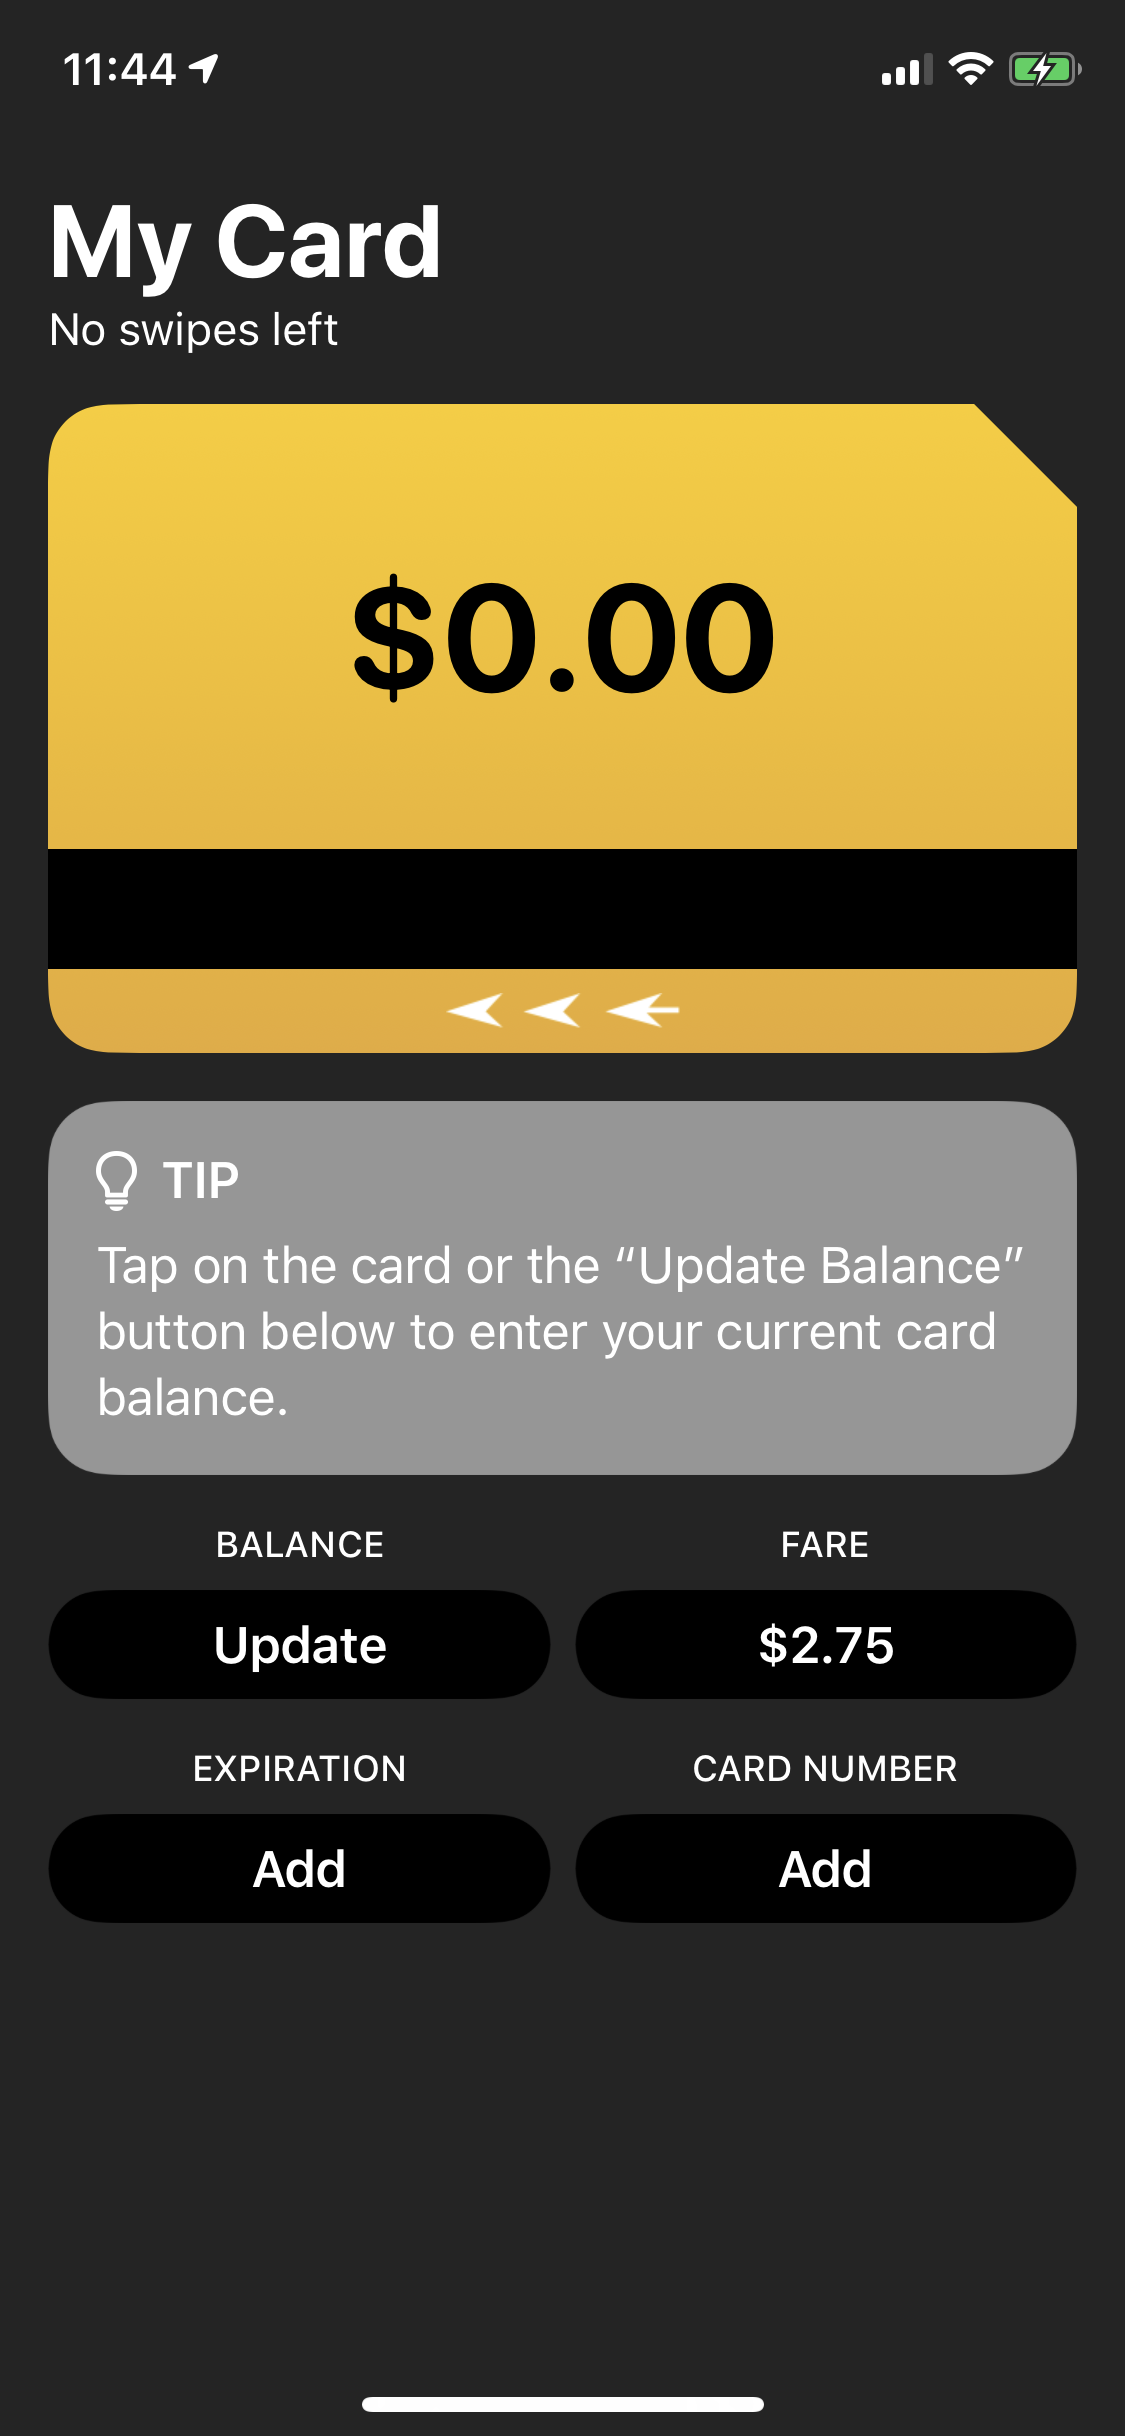 11:44
My Card
No swipes left
$0.00
TIP
Tap on the card or the “Update Balance”
button below to enter your current card
balance.
BALANCE
FARE
Update
$2.75
EXPIRATION
CARD NUMBER
Add
Add